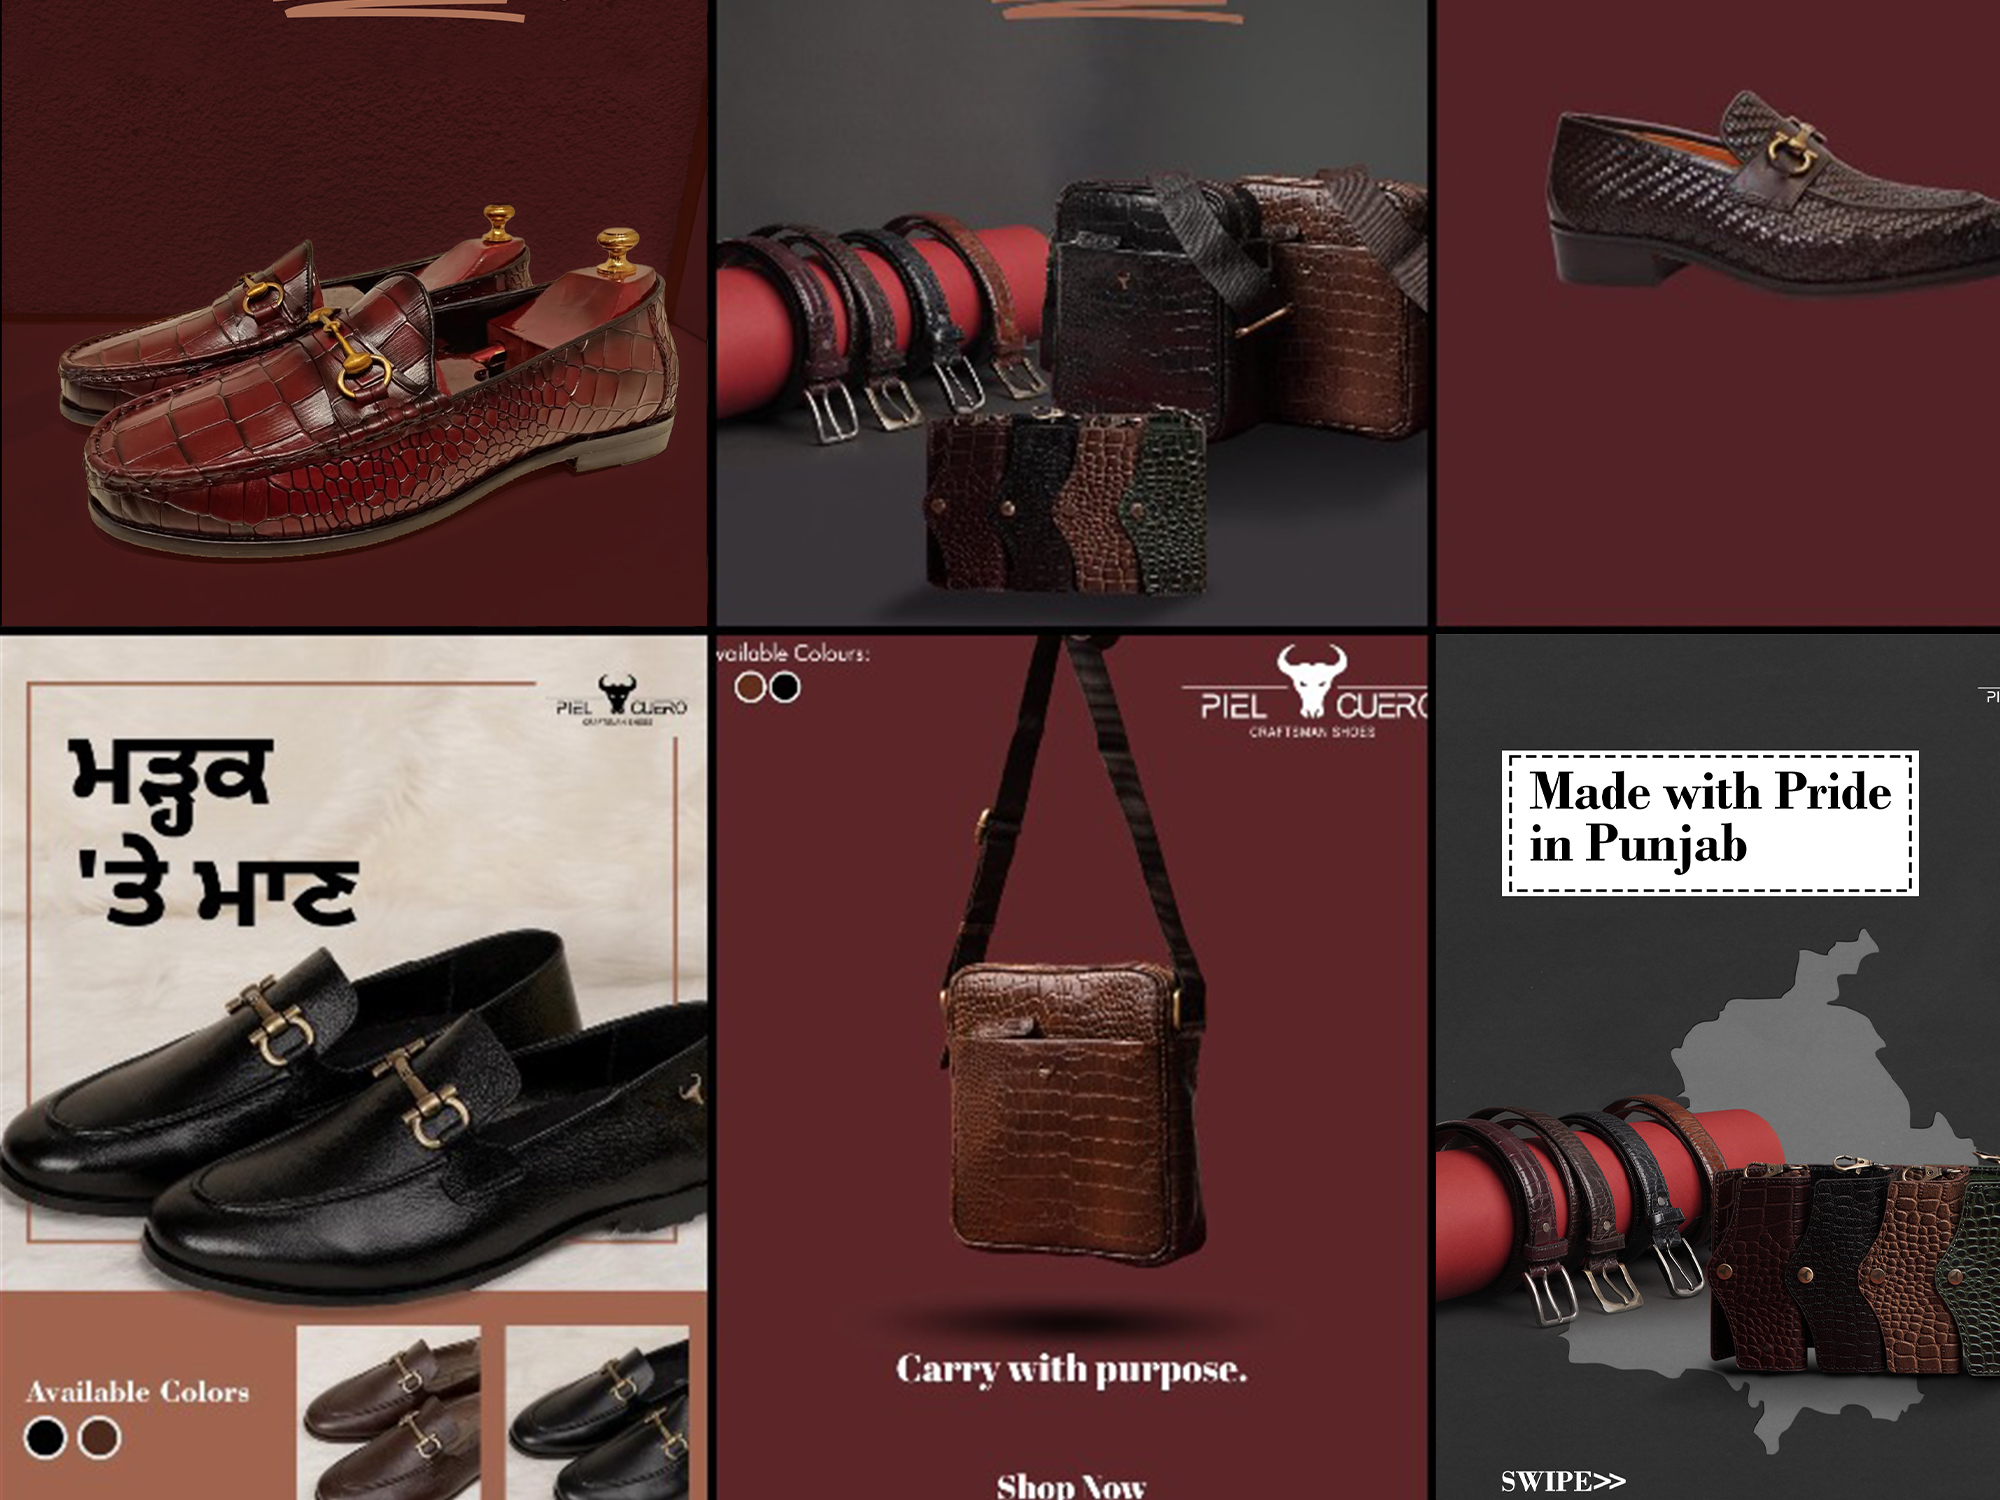 ਮੜ੍ਹਕ
'ਤੇ ਮਾਣ
PIEL CUERO
CRAFTSMAN SHOES
Available Colors
vailable Colours:
PIEL CUERO
CRAFTSMAN SHOES
Carry with purpose.
Shop Now
PI
Made with Pride
in Punjab
SWIPE>>